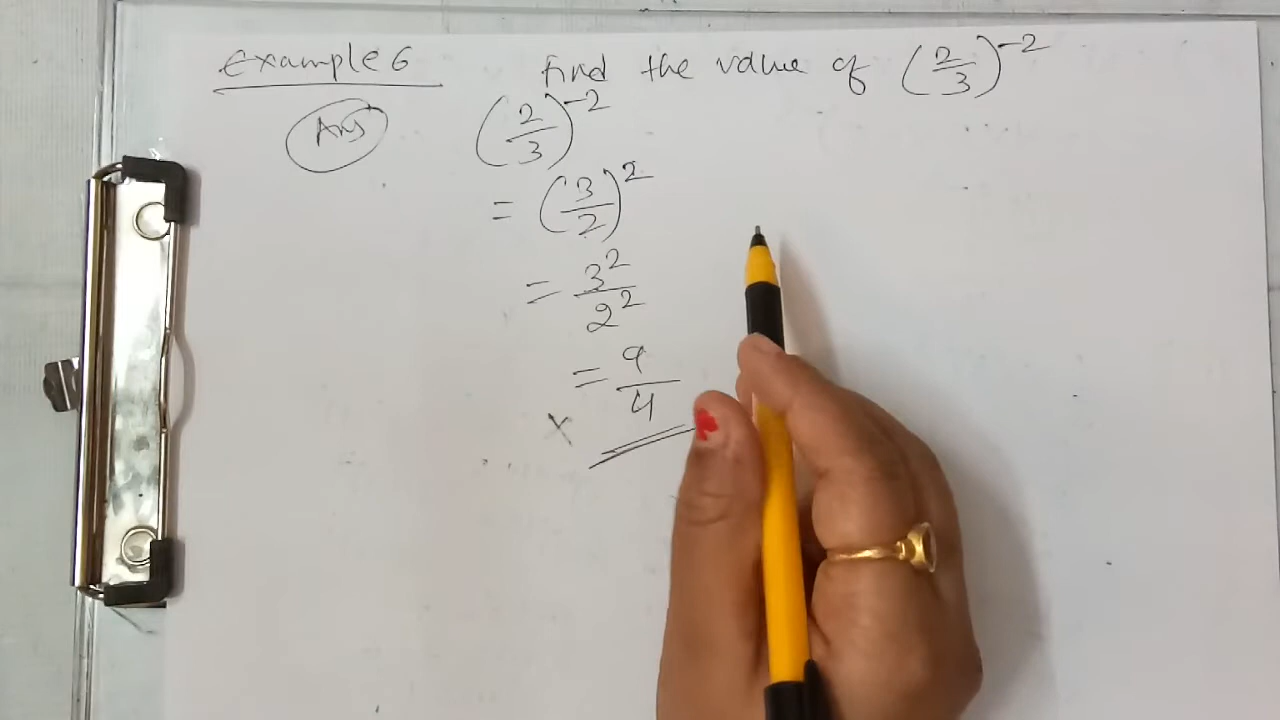 Example 6 Find the value of (2/3)^-2
Ans (2/3)^-2
= (3/2)^2
= 3^2/2^2
= 9/4
x